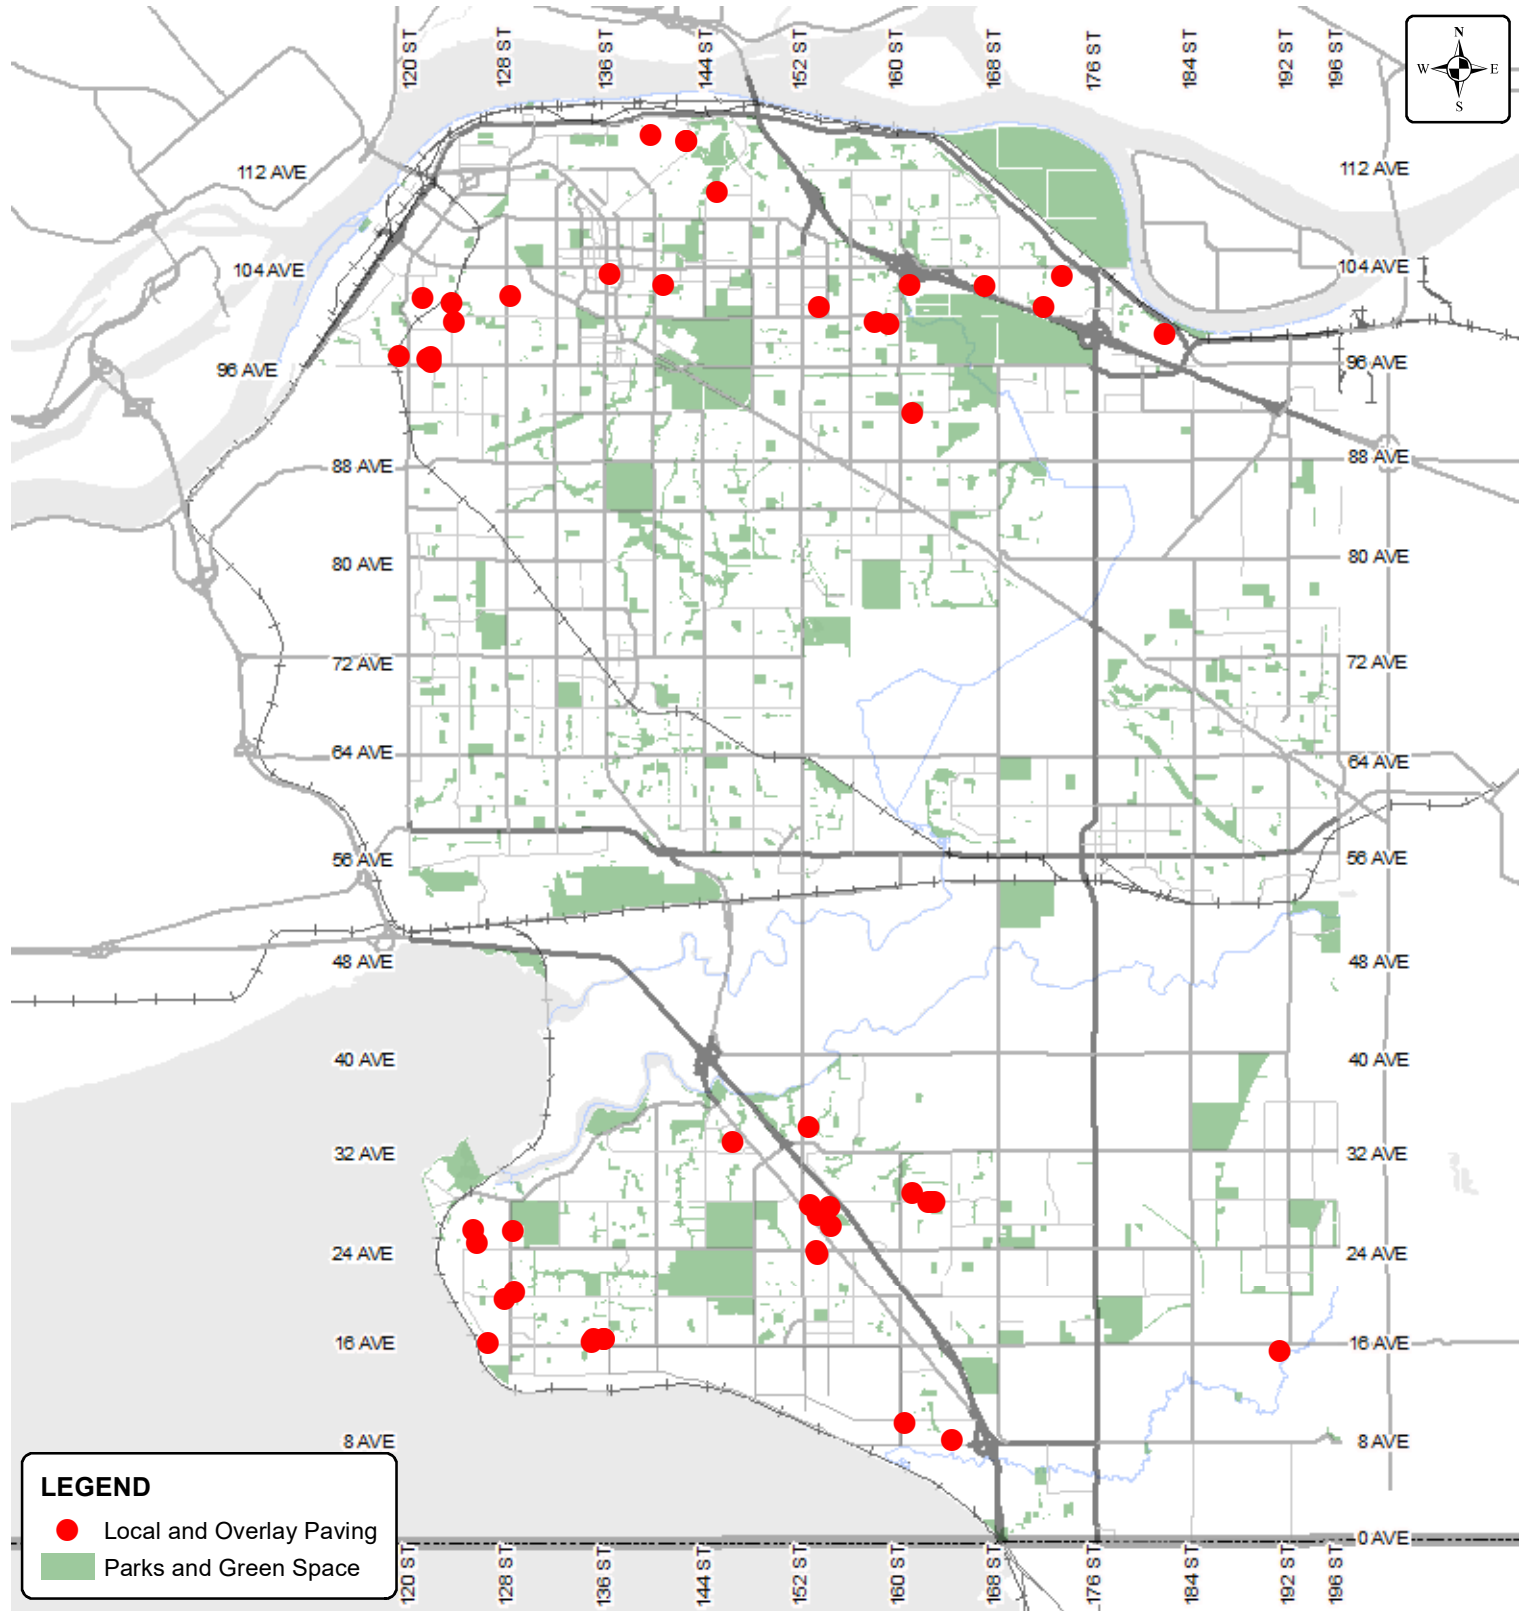 120 ST
128 ST
136 ST
144 ST
152 ST
160 ST
168 ST
176 ST
184 ST
192 ST
196 ST
N
W E
S
112 AVE
112 AVE
104 AVE
104 AVE
96 AVE
96 AVE
88 AVE
88 AVE
80 AVE
80 AVE
72 AVE
72 AVE
64 AVE
64 AVE
56 AVE
56 AVE
48 AVE
48 AVE
40 AVE
40 AVE
32 AVE
32 AVE
24 AVE
24 AVE
16 AVE
16 AVE
8 AVE
8 AVE
0 AVE
LEGEND
Local and Overlay Paving
Parks and Green Space
120 ST
128 ST
136 ST
144 ST
152 ST
160 ST
168 ST
176 ST
184 ST
192 ST
196 ST